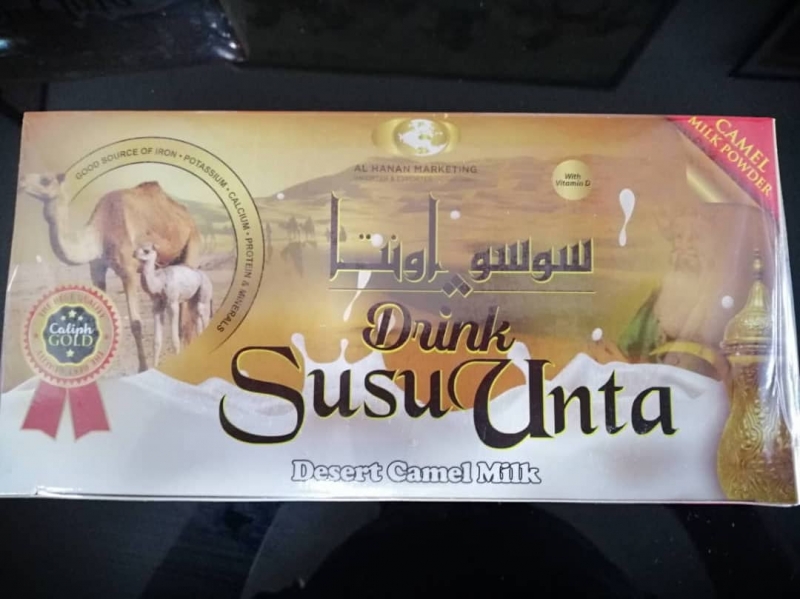 GOOD SOURCE OF IRON • POTASSIUM • CALCIUM • PROTEIN & MINERALS
AL HANAN MARKETING
With
Vitamin D
CAMEL
MILK POWDER
سوسو اونتا
Caliph
GOLD
Drink
Susu Unta
Desert Camel Milk